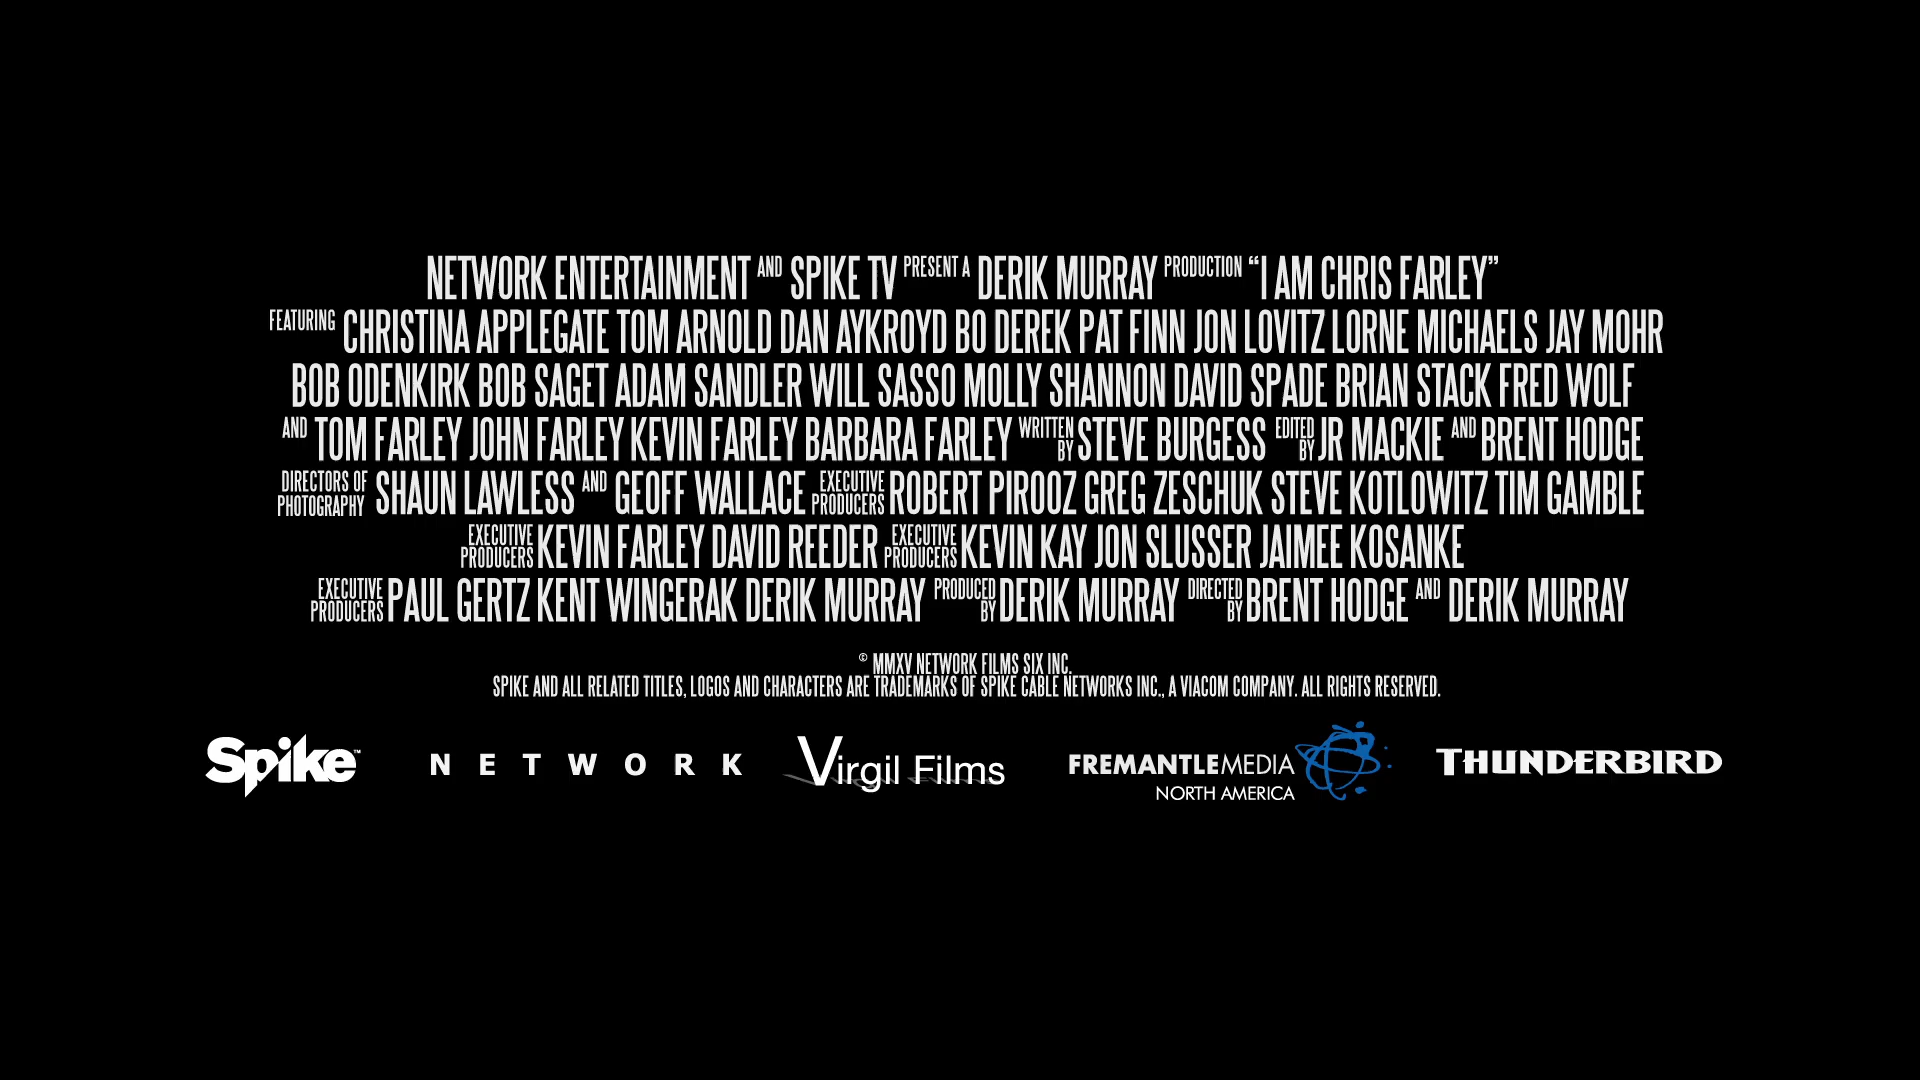 NETWORK ENTERTAINMENT AND SPIKE TV PRESENT A DERIK MURRAY PRODUCTION “I AM CHRIS FARLEY”
FEATURING CHRISTINA APPLEGATE TOM ARNOLD DAN AYKROYD BO DEREK PAT FINN JON LOVITZ LORNE MICHAELS JAY MOHR
BOB ODENKIRK BOB SAGET ADAM SANDLER WILL SASSO MOLLY SHANNON DAVID SPADE BRIAN STACK FRED WOLF
AND TOM FARLEY JOHN FARLEY KEVIN FARLEY BARBARA FARLEY WRITTEN BY STEVE BURGESS EDITED BY JR MACKIE AND BRENT HODGE
DIRECTORS OF PHOTOGRAPHY SHAUN LAWLESS AND GEOFF WALLACE EXECUTIVE PRODUCERS ROBERT PIROOZ GREG ZESCHUK STEVE KOTLOWITZ TIM GAMBLE
EXECUTIVE PRODUCERS KEVIN FARLEY DAVID REEDER EXECUTIVE PRODUCERS KEVIN KAY JON SLUSSER JAIMEE KOSANKE
EXECUTIVE PRODUCERS PAUL GERTZ KENT WINGERAK DERIK MURRAY PRODUCED BY DERIK MURRAY DIRECTED BY BRENT HODGE AND DERIK MURRAY
© MMXV NETWORK FILMS SIX INC.
SPIKE AND ALL RELATED TITLES, LOGOS AND CHARACTERS ARE TRADEMARKS OF SPIKE CABLE NETWORKS INC., A VIACOM COMPANY. ALL RIGHTS RESERVED.
Spike™ NETWORK Virgil Films FREMANTLEMEDIA THUNDERBIRD
NORTH AMERICA